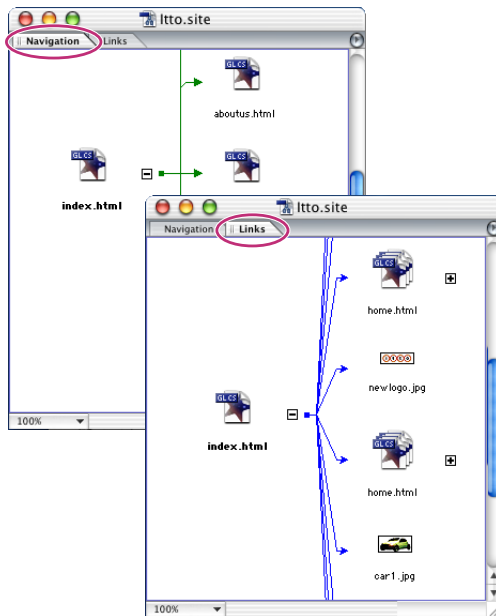 ltto.site
Navigation Links
GL CS
aboutus.html
GL CS
GL CS
index.html
100%
ltto.site
Navigation Links
GL CS
home.html
newlogo.jpg
GL CS
index.html
GL CS
home.html
car1.jpg
100%